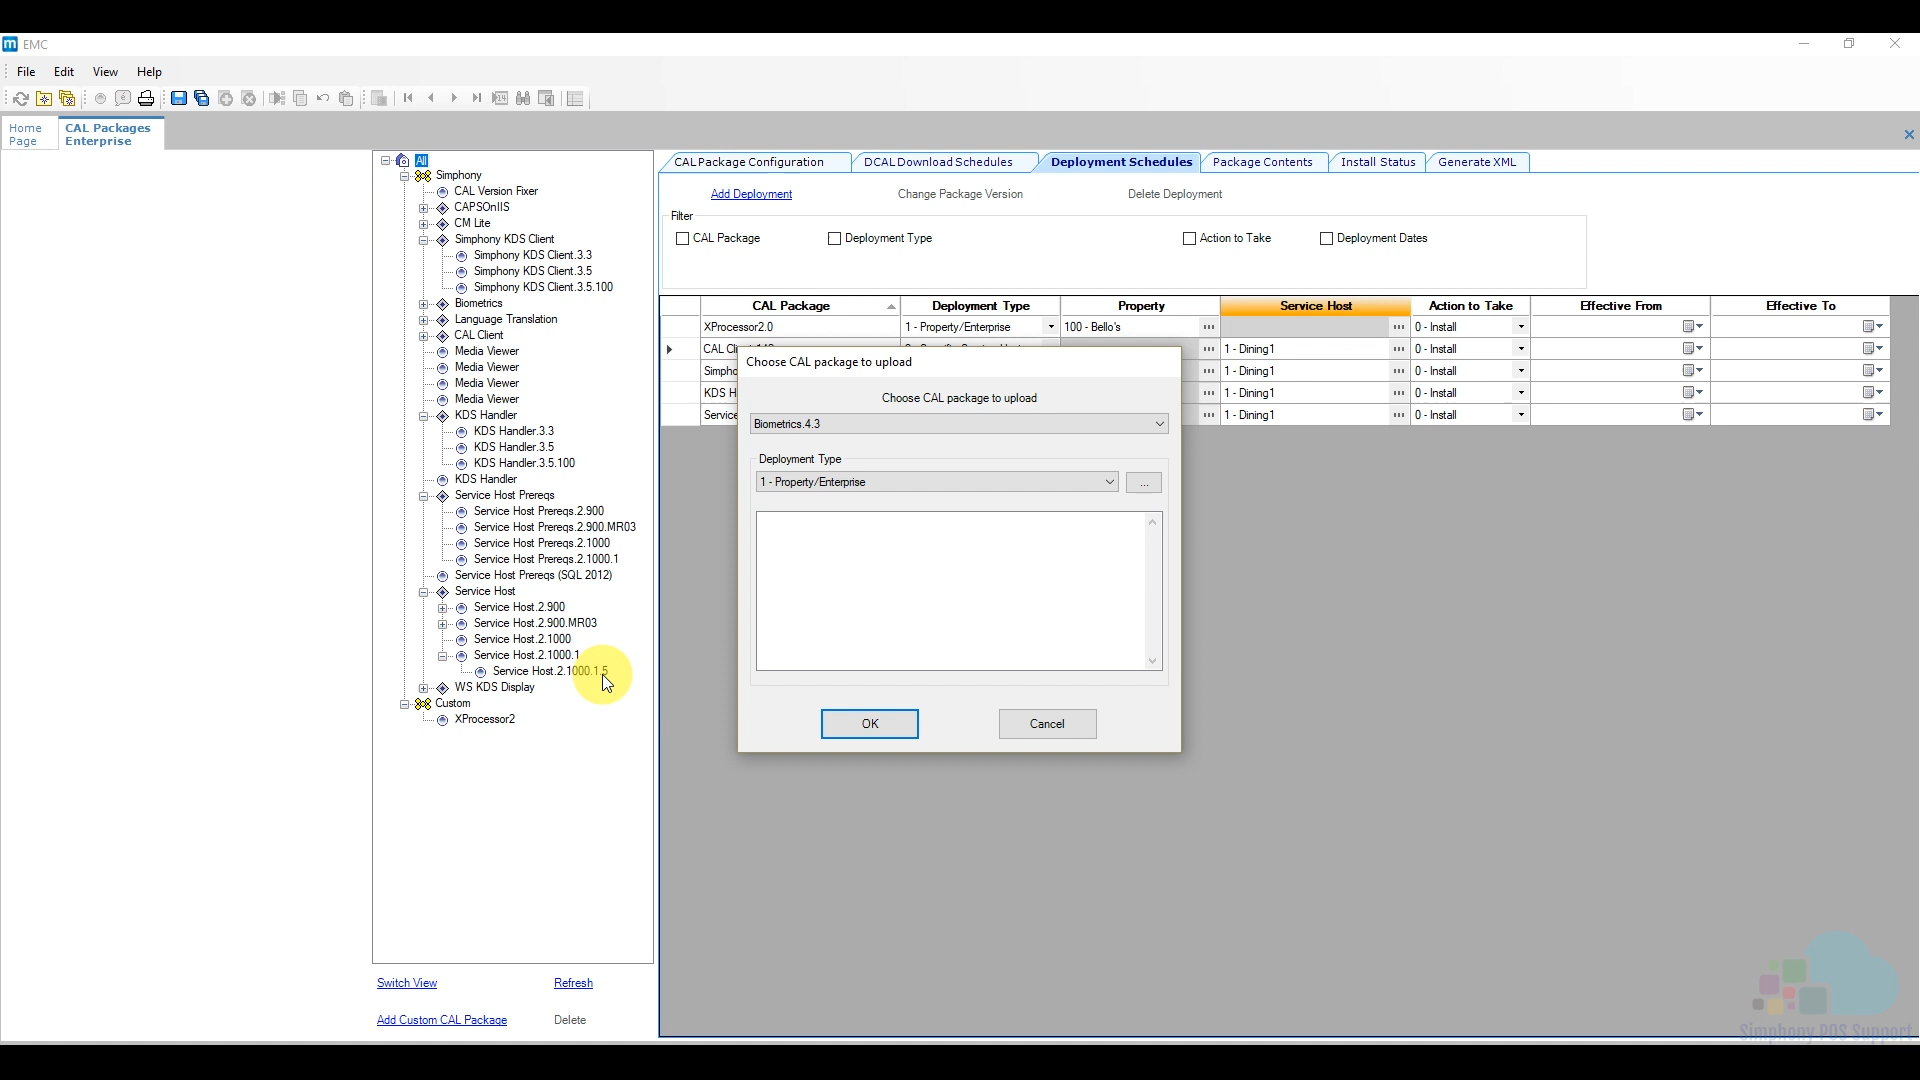 EMC
File Edit View Help
Home
Page
CAL Packages
Enterprise
All
Simphony
CAL Version Fixer
CAPSOnIIS
CM Lite
Simphony KDS Client
Simphony KDS Client.3.3
Simphony KDS Client.3.5
Simphony KDS Client.3.5.100
Biometrics
Language Translation
CAL Client
Media Viewer
Media Viewer
Media Viewer
Media Viewer
KDS Handler
KDS Handler.3.3
KDS Handler.3.5
KDS Handler.3.5.100
KDS Handler
Service Host Prereqs
Service Host Prereqs.2.900
Service Host Prereqs.2.900.MR03
Service Host Prereqs.2.1000
Service Host Prereqs.2.1000.1
Service Host Prereqs (SQL 2012)
Service Host
Service Host.2.900
Service Host.2.900.MR03
Service Host.2.1000
Service Host.2.1000.1
Service Host.2.1000.1.5
WS KDS Display
Custom
XProcessor2
Switch View Refresh
Add Custom CAL Package Delete
CAL Package Configuration DCAL Download Schedules Deployment Schedules Package Contents Install Status Generate XML
Add Deployment Change Package Version Delete Deployment
Filter
CAL Package Deployment Type Action to Take Deployment Dates
CAL Package Deployment Type Property Service Host Action to Take Effective From Effective To
XProcessor2.0 1 - Property/Enterprise 100 - Bello's 0 - Install
1 - Dining1 0 - Install
1 - Dining1 0 - Install
1 - Dining1 0 - Install
Service 1 - Dining1 0 - Install
Choose CAL package to upload
Choose CAL package to upload
Biometrics.4.3
Deployment Type
1 - Property/Enterprise ...
OK Cancel
Simphony POS Support